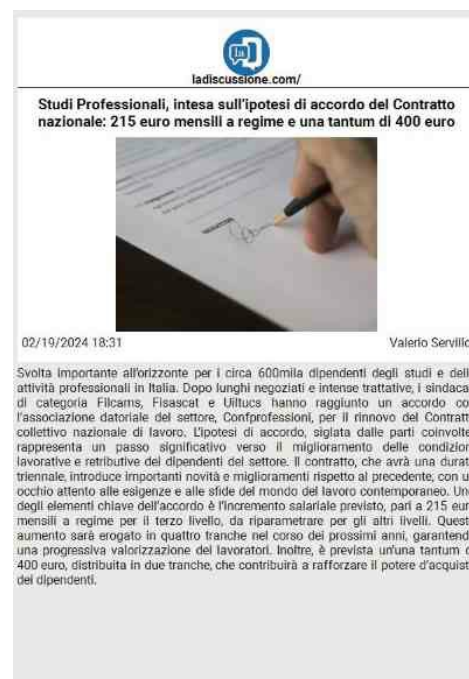 la
ladiscussione.com/
Studi Professionali, intesa sull'ipotesi di accordo del Contratto
nazionale: 215 euro mensili a regime e una tantum di 400 euro
02/19/2024 18:31
Valerio Servillo
Svolta importante all'orizzonte per i circa 600mila dipendenti degli studi e dell
attività professionali in Italia. Dopo lunghi negoziati e intense trattative, i sindaca
di categoria Filcams, Fisascat e Uiltucs hanno raggiunto un accordo co
l'associazione datoriale del settore, Confprofessioni, per il rinnovo del Contratt
collettivo nazionale di lavoro. L'ipotesi di accordo, siglata dalle parti coinvolte
rappresenta un passo significativo verso il miglioramento delle condizion
lavorative e retributive dei dipendenti del settore. Il contratto, che avrà una durat
triennale, introduce importanti novità e miglioramenti rispetto al precedente, con u
occhio attento alle esigenze e alle sfide del mondo del lavoro contemporaneo. Un
degli elementi chiave dell'accordo è l'incremento salariale previsto, pari a 215 eur
mensili a regime per il terzo livello, da riparametrare per gli altri livelli. Quest
aumento sarà erogato in quattro tranche nel corso dei prossimi anni, garantend
una progressiva valorizzazione dei lavoratori. Inoltre, è prevista un'una tantum d
400 euro, distribuita in due tranche, che contribuirà a rafforzare il potere d'acquist
dei dipendenti.